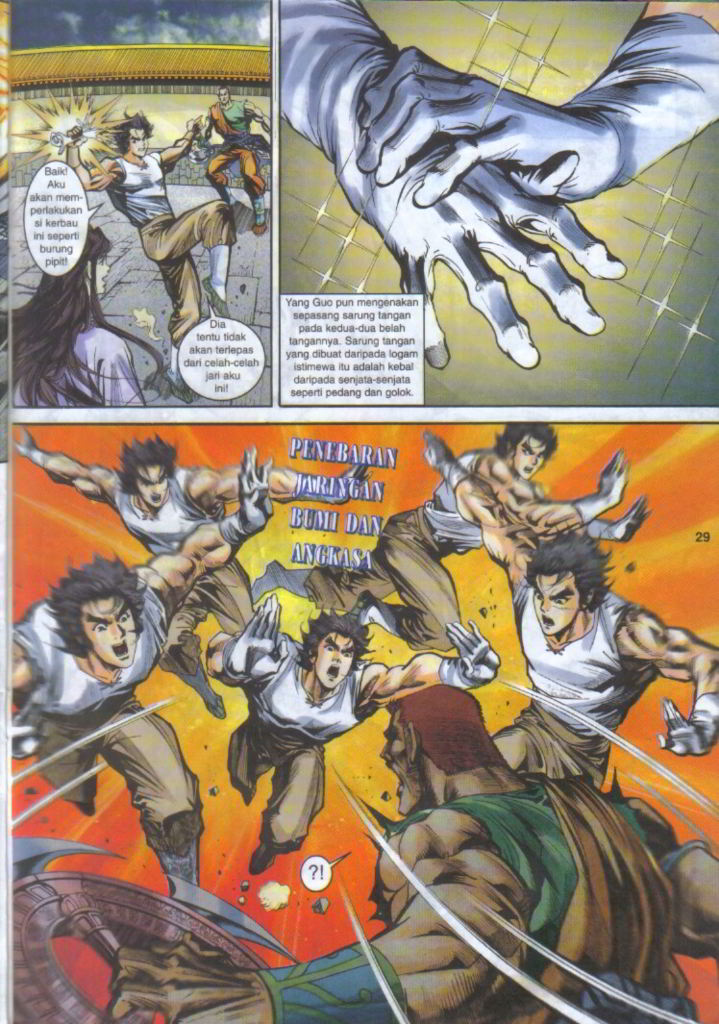 Baik!
Aku
akan mem-
perlakukan
si kerbau
ini seperti
burung
pipit!
Dia
tentu tidak
akan terlepas
dari celah-celah
jari aku
ini!
Yang Guo pun mengenakan
sepasang sarung tangan
pada kedua-dua belah
tangannya. Sarung tangan
yang dibuat daripada logam
istimewa itu adalah kebal
daripada senjata-senjata
seperti pedang dan golok.
PENEBARAN
JARINGAN
BUMI DAN
ANGKASA
29
?!